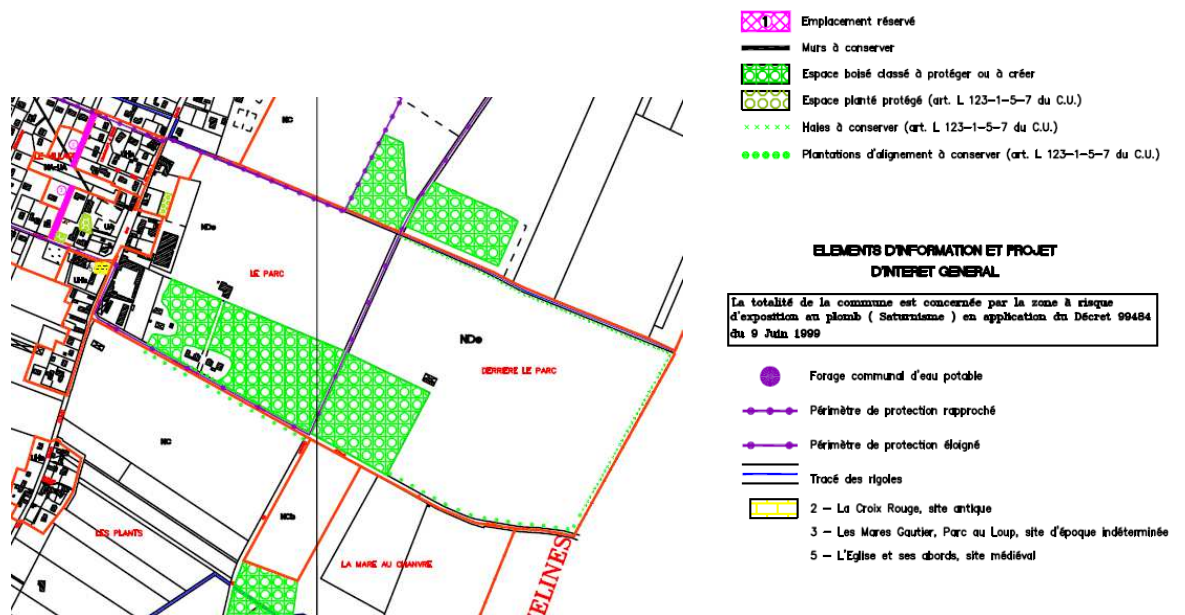 1 Emplacement réservé
Murs à conserver
Espace boisé classé à protéger ou à créer
Espace planté protégé (art. L 123-1-5-7 du C.U.)
Haies à conserver (art. L 123-1-5-7 du C.U.)
Plantations d'alignement à conserver (art. L 123-1-5-7 du C.U.)
ELEMENTS D'INFORMATION ET PROJET
D'INTERET GENERAL
La totalité de la commune est concernée par la zone à risque
d'exposition au plomb ( Saturnisme ) en application du Décret 99484
du 9 Juin 1999
Forage communal d'eau potable
Périmètre de protection rapproché
Périmètre de protection éloigné
Tracé des rigoles
2 - La Croix Rouge, site antique
3 - Les Mares Gautier, Parc au Loup, site d'époque indéterminée
5 - L'Eglise et ses abords, site médiéval
NC
NDe
LE PARC
NDe
DERRIERE LE PARC
NC
NCb
LES PLANTS
LA MARE AU CHANVRE
ELINES